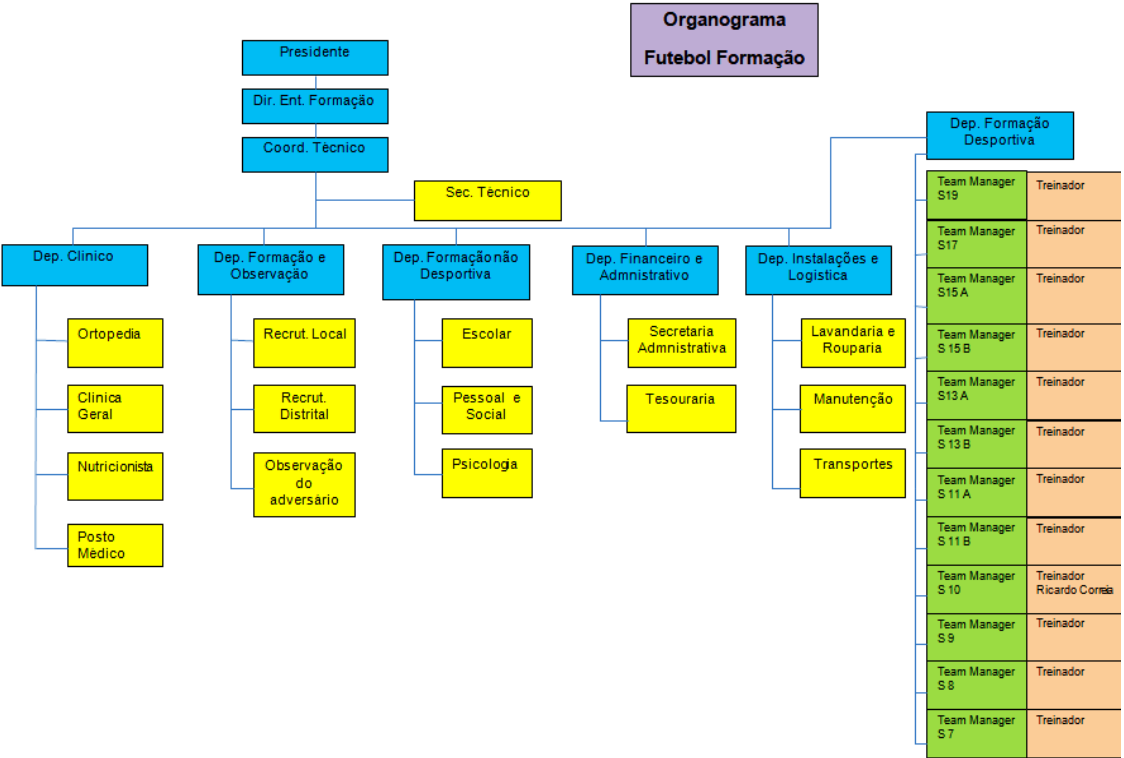 Organograma
Futebol Formação
Presidente
Dir. Ent. Formação
Coord. Técnico
Sec. Técnico
Dep. Clinico
Ortopedia
Clinica
Geral
Nutricionista
Posto
Médico
Dep. Formação e
Observação
Recrut. Local
Recrut.
Distrital
Observação
do
adversário
Dep. Formação não
Desportiva
Escolar
Pessoal e
Social
Psicologia
Dep. Financeiro e
Admnistrativo
Secretaria
Admnistrativa
Tesouraria
Dep. Instalações e
Logistica
Lavandaria e
Rouparia
Manutenção
Transportes
Dep. Formação
Desportiva
Team Manager
S19
Treinador
Team Manager
S17
Treinador
Team Manager
S15 A
Treinador
Team Manager
S 15 B
Treinador
Team Manager
S13 A
Treinador
Team Manager
S 13 B
Treinador
Team Manager
S 11 A
Treinador
Team Manager
S 11 B
Treinador
Team Manager
S 10
Treinador
Ricardo Correia
Team Manager
S 9
Treinador
Team Manager
S 8
Treinador
Team Manager
S 7
Treinador